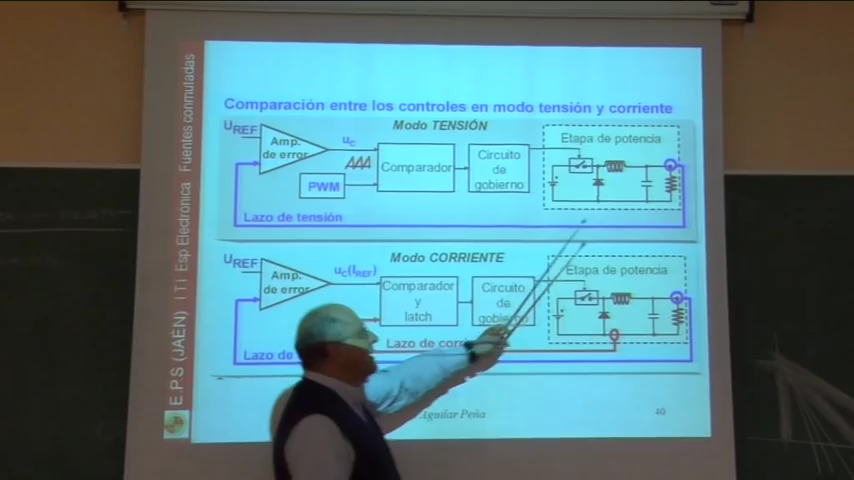 Comparación entre los controles en modo tensión y corriente
Modo TENSIÓN
UREF
Amp.
de error
uC
PWM
Comparador
Circuito
de
gobierno
Etapa de potencia
Lazo de tensión
Modo CORRIENTE
UREF
Amp.
de error
uC(IREF)
Comparador
y
latch
Circuito
de
gobierno
Etapa de potencia
Lazo de
Lazo de
Aguilar Peña
40
E.P.S (JAÉN) I T I Esp Electrónica Fuentes conmutadas